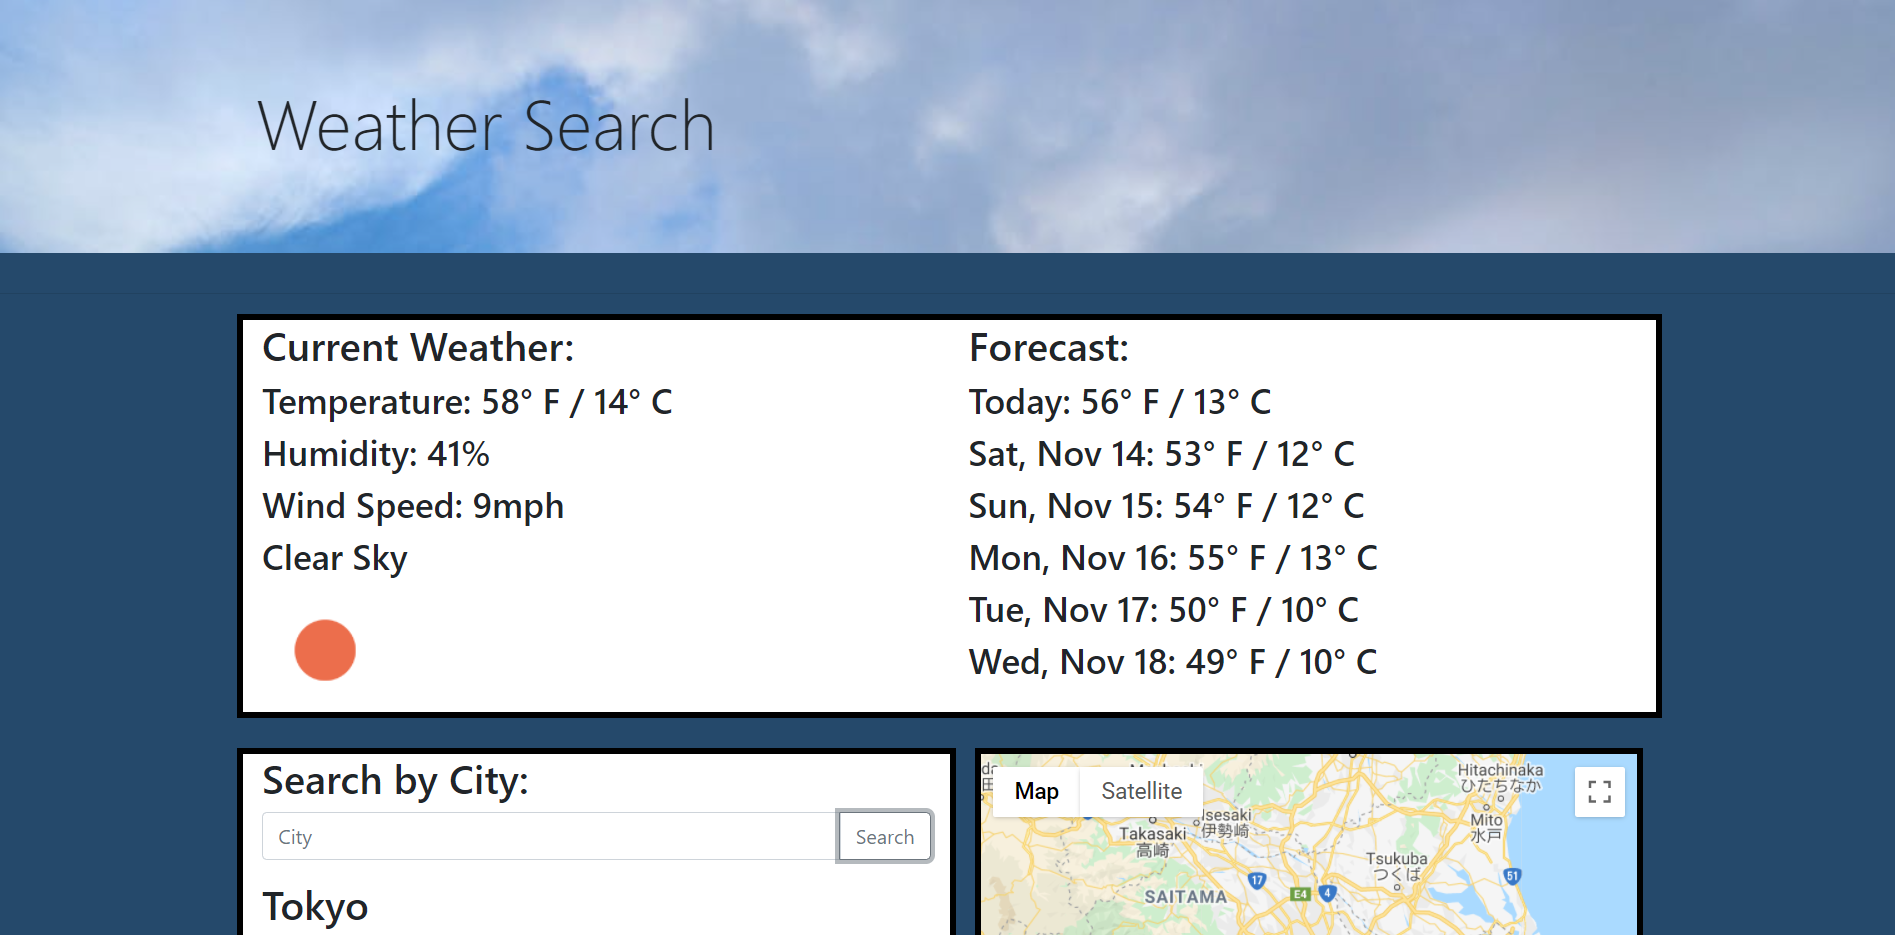 Weather Search
Current Weather:
Temperature: 58° F / 14° C
Humidity: 41%
Wind Speed: 9mph
Clear Sky
Forecast:
Today: 56° F / 13° C
Sat, Nov 14: 53° F / 12° C
Sun, Nov 15: 54° F / 12° C
Mon, Nov 16: 55° F / 13° C
Tue, Nov 17: 50° F / 10° C
Wed, Nov 18: 49° F / 10° C
Search by City:
City
Search
Tokyo
Map
Satellite
Hitachinaka
ひたちなか
Isesaki
伊勢崎
Takasaki
高崎
Mito
水戸
Tsukuba
つくば
17
E4
4
51
SAITAMA